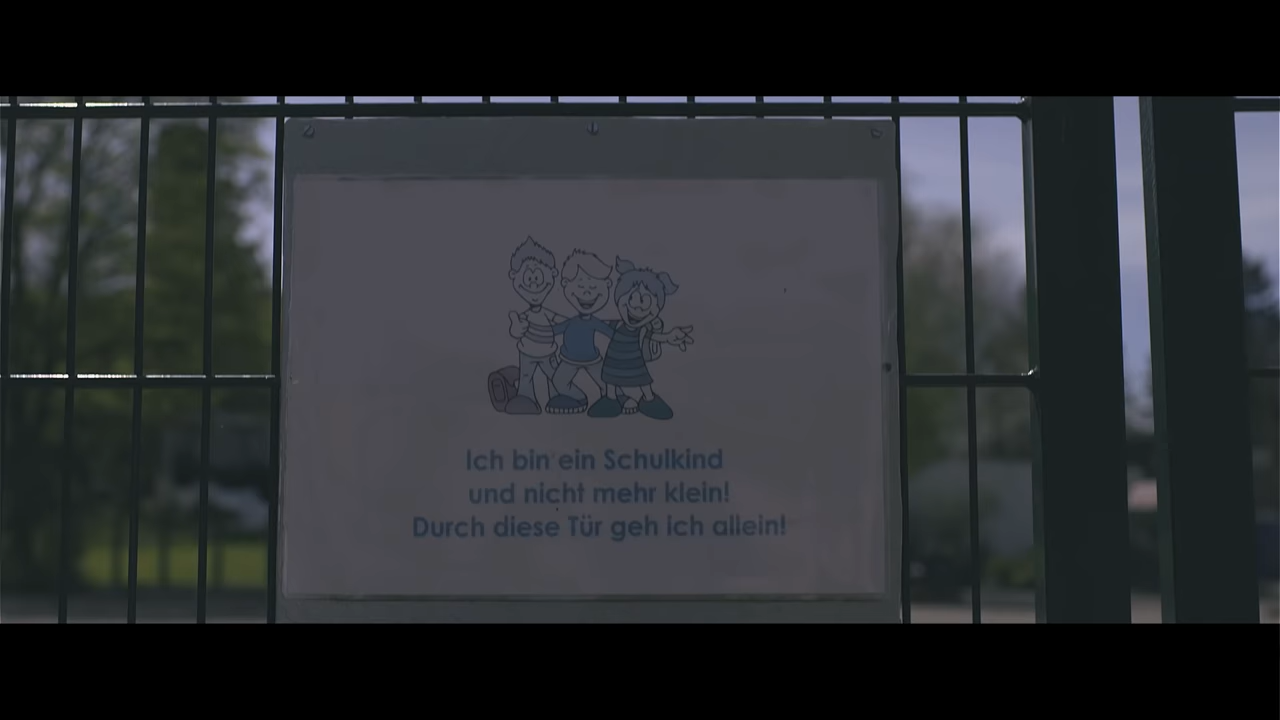 Ich bin ein Schulkind
und nicht mehr klein!
Durch diese Tür geh ich allein!